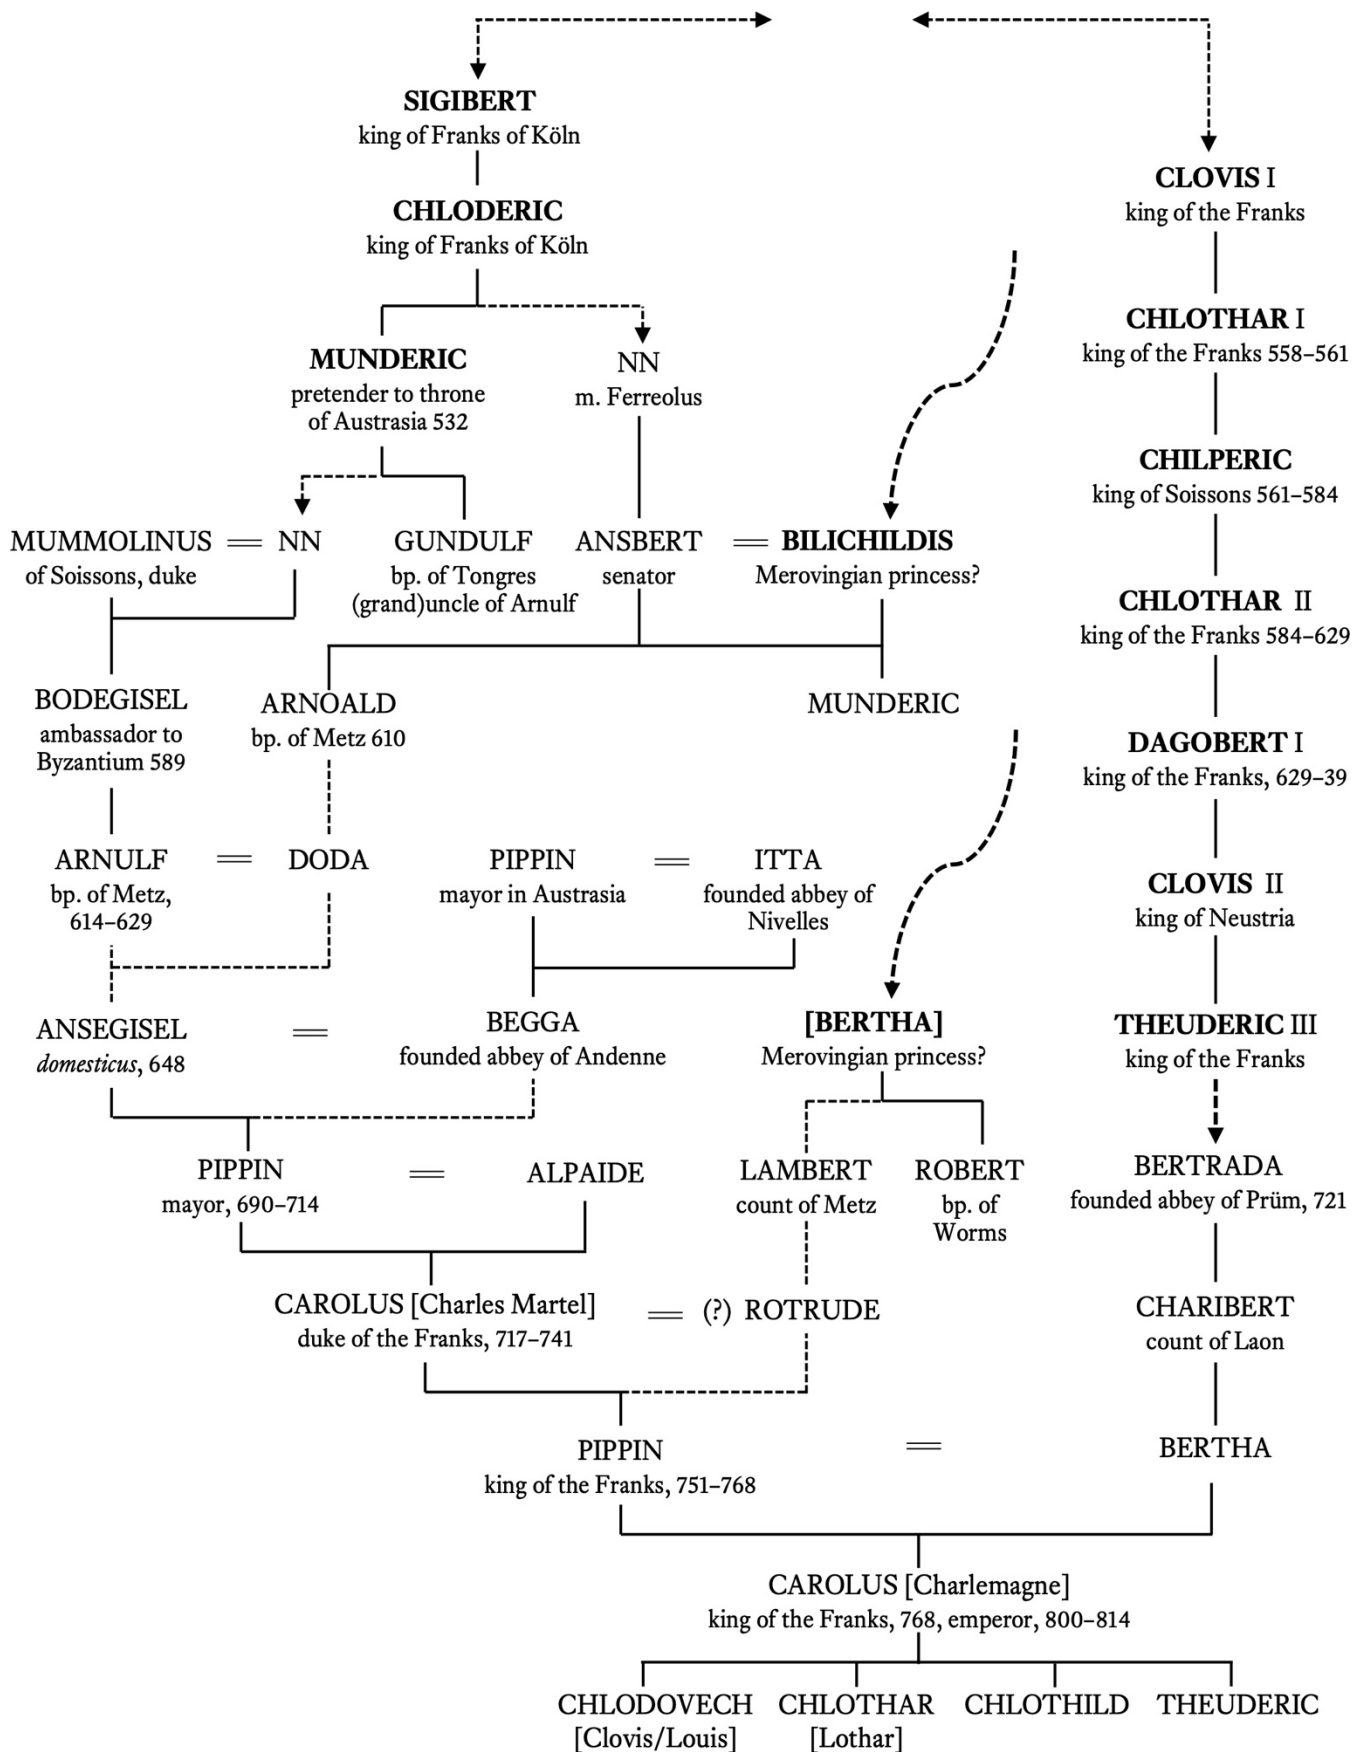 SIGIBERT
king of Franks of Köln
CLOVIS I
king of the Franks
CHLODERIC
king of Franks of Köln
CHLOTHAR I
king of the Franks 558–561
MUNDERIC
pretender to throne
of Austrasia 532
NN
m. Ferreolus
CHILPERIC
king of Soissons 561–584
MUMMOLINUS = NN
of Soissons, duke
GUNDULF
bp. of Tongres
(grand)uncle of Arnulf
ANSBERT = BILICHILDIS
senator
Merovingian princess?
CHLOTHAR II
king of the Franks 584–629
BODEGISEL
ambassador to
Byzantium 589
ARNOALD
bp. of Metz 610
MUNDERIC
DAGOBERT I
king of the Franks, 629–39
ARNULF = DODA
bp. of Metz,
614–629
PIPPIN = ITTA
mayor in Austrasia
founded abbey of
Nivelles
CLOVIS II
king of Neustria
ANSEGISEL = BEGGA
domesticus, 648
founded abbey of Andenne
[BERTHA]
Merovingian princess?
THEUDERIC III
king of the Franks
PIPPIN = ALPAIDE
mayor, 690–714
LAMBERT
count of Metz
ROBERT
bp. of
Worms
BERTRADA
founded abbey of Prüm, 721
CAROLUS [Charles Martel] = (?) ROTRUDE
duke of the Franks, 717–741
CHARIBERT
count of Laon
PIPPIN = BERTHA
king of the Franks, 751–768
CAROLUS [Charlemagne]
king of the Franks, 768, emperor, 800–814
CHLODOVECH
[Clovis/Louis]
CHLOTHAR
[Lothar]
CHLOTHILD
THEUDERIC